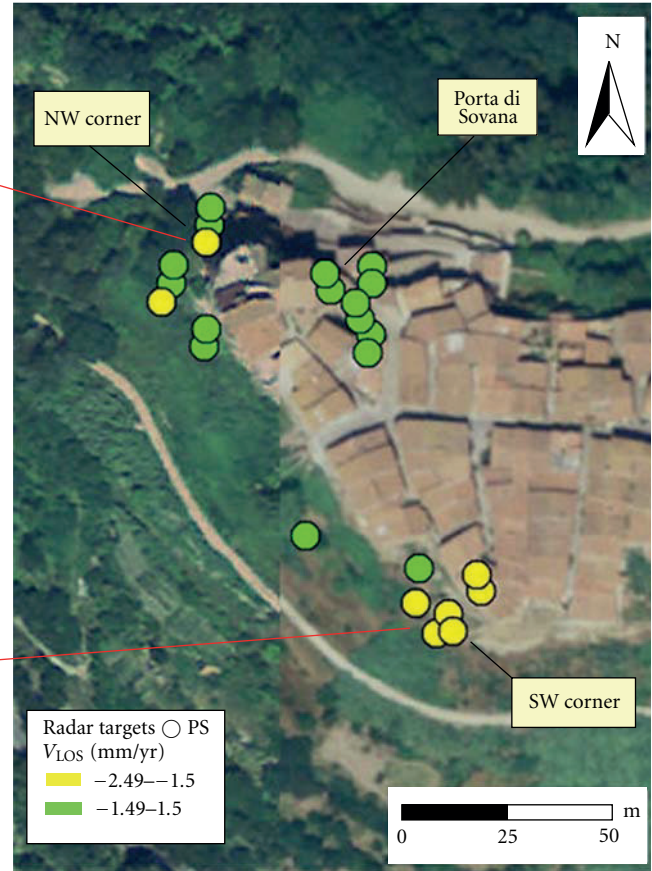 N
NW corner
Porta di
Sovana
SW corner
Radar targets ○ PS
V_LOS (mm/yr)
−2.49–−1.5
−1.49–1.5
m
0 25 50